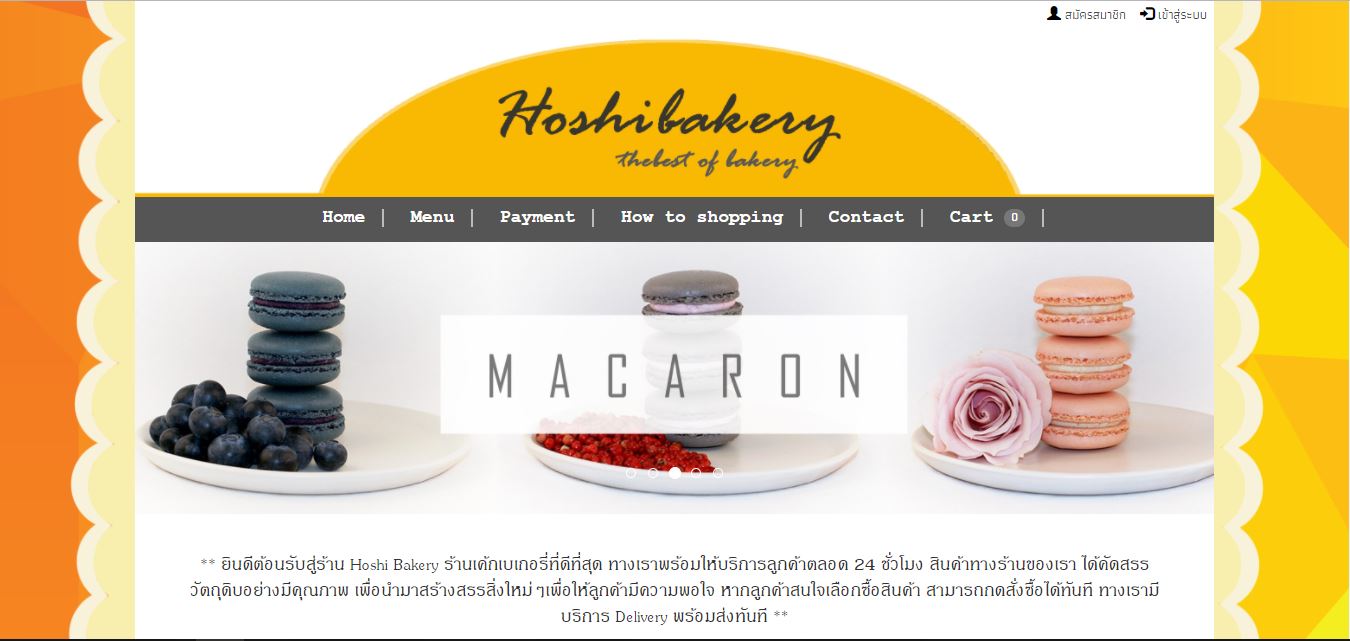 สมัครสมาชิก เข้าสู่ระบบ
Hoshibakery
thebest of bakery
Home | Menu | Payment | How to shopping | Contact | Cart 0 |
MACARON
** ยินดีต้อนรับสู่ร้าน Hoshi Bakery ร้านเค้กเบเกอรี่ที่ดีที่สุด ทางเราพร้อมให้บริการลูกค้าตลอด 24 ชั่วโมง สินค้าทางร้านของเรา ได้คัดสรร
วัตถุดิบอย่างมีคุณภาพ เพื่อนำมาสร้างสรรสิ่งใหม่ ๆเพื่อให้ลูกค้ามีความพอใจ หากลูกค้าสนใจเลือกซื้อสินค้า สามารถกดสั่งซื้อได้ทันที ทางเรามี
บริการ Delivery พร้อมส่งทันที **